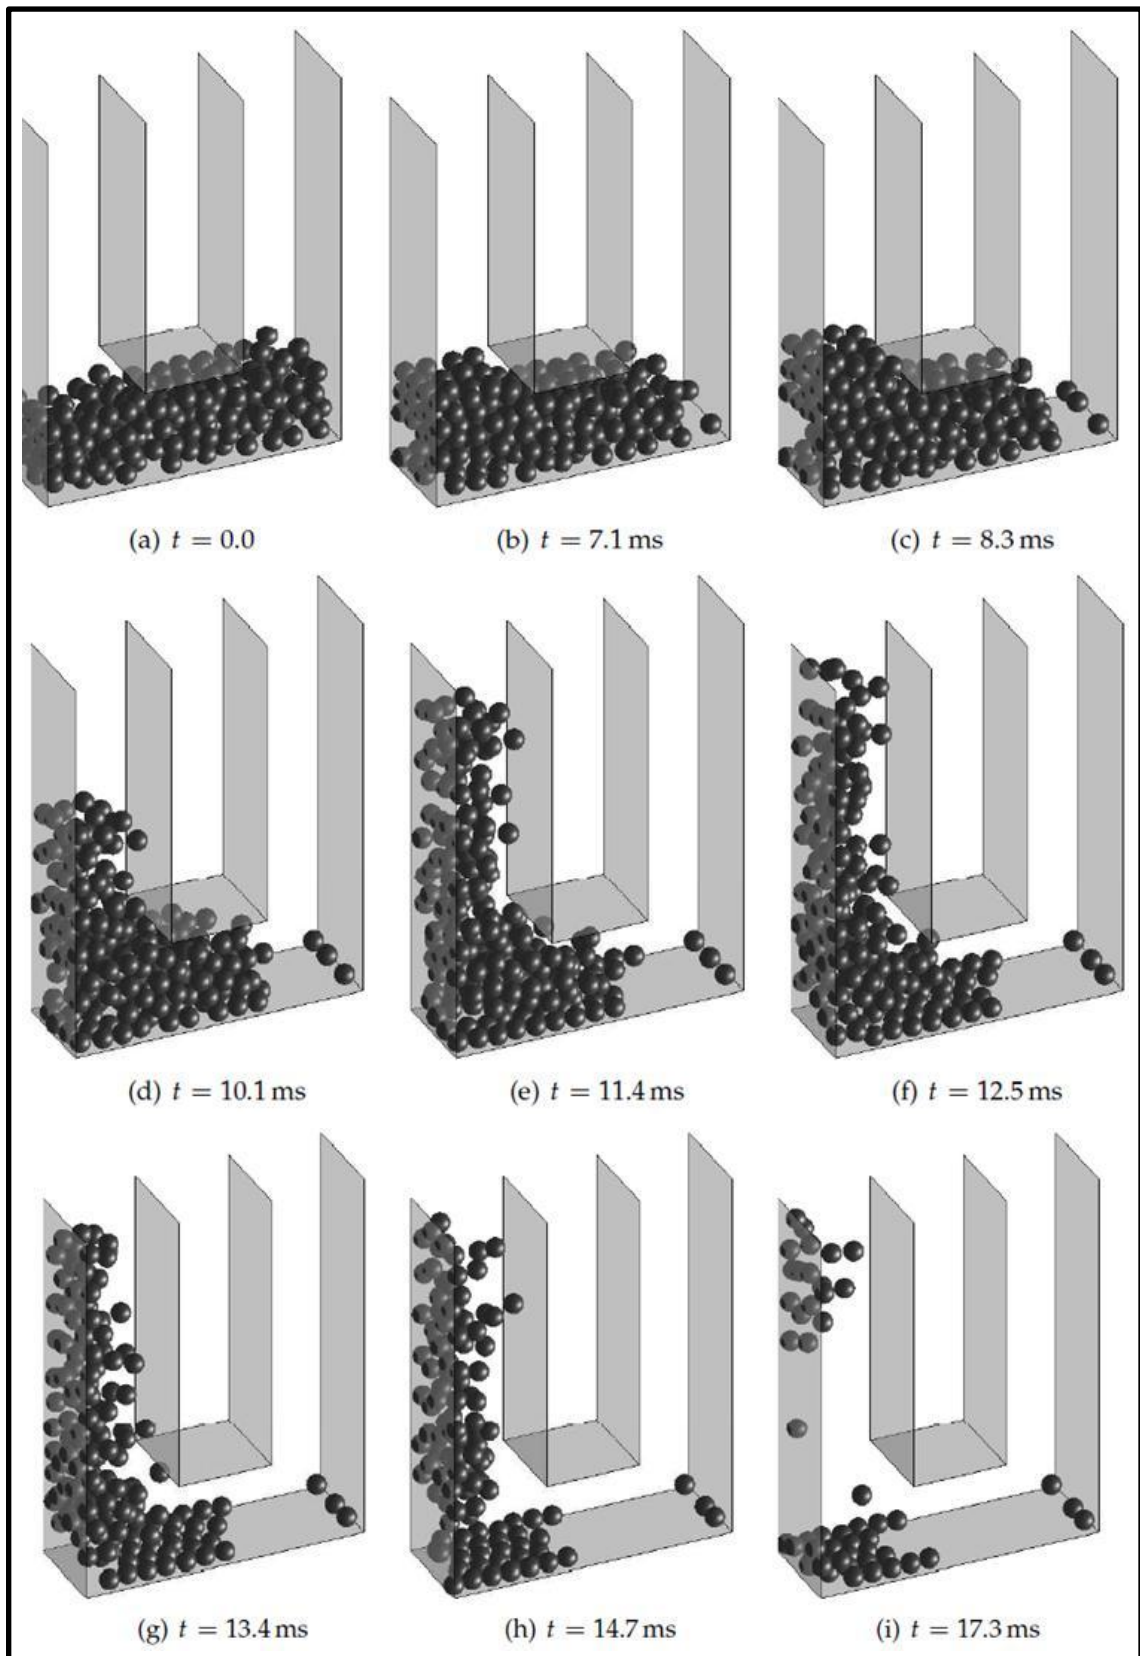 (a) t = 0.0
(b) t = 7.1 ms
(c) t = 8.3 ms
(d) t = 10.1 ms
(e) t = 11.4 ms
(f) t = 12.5 ms
(g) t = 13.4 ms
(h) t = 14.7 ms
(i) t = 17.3 ms